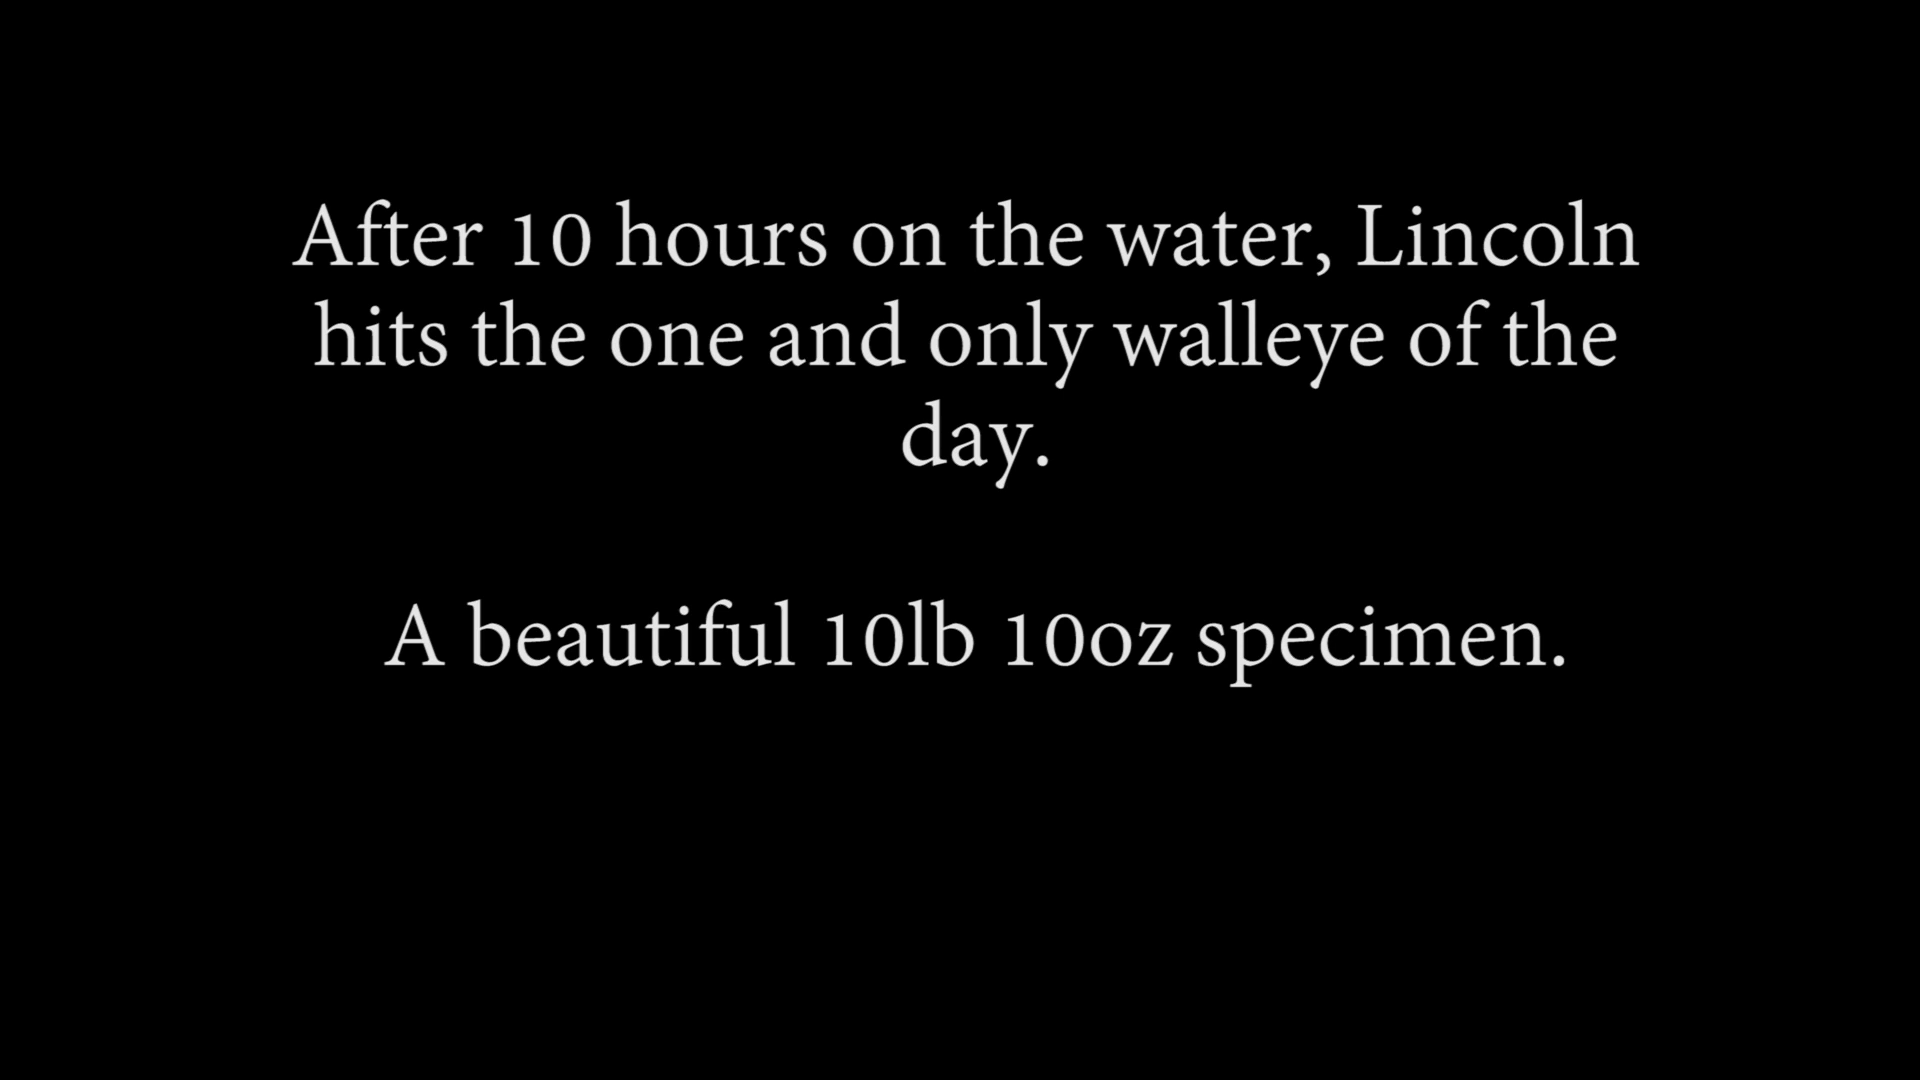 After 10 hours on the water, Lincoln
hits the one and only walleye of the
day.
A beautiful 10lb 10oz specimen.